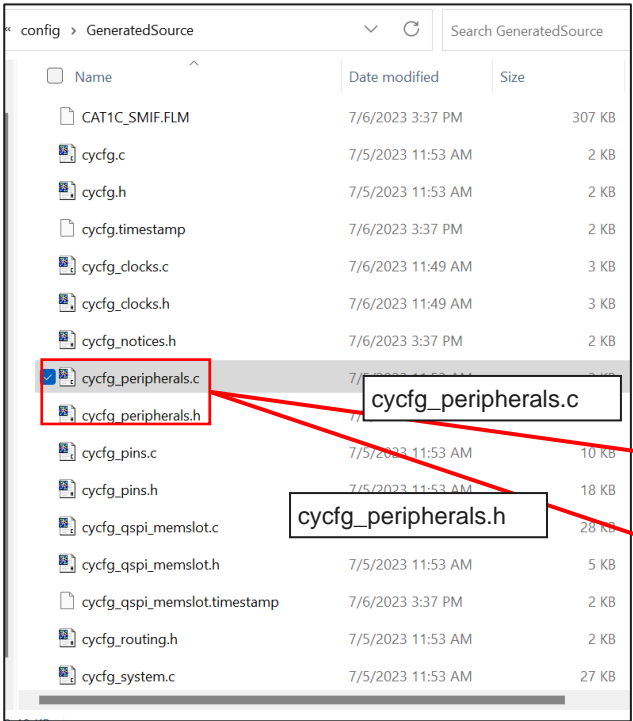 « config > GeneratedSource Search GeneratedSource
Name Date modified Size
CAT1C_SMIF.FLM 7/6/2023 3:37 PM 307 KB
cycfg.c 7/5/2023 11:53 AM 2 KB
cycfg.h 7/5/2023 11:53 AM 2 KB
cycfg.timestamp 7/6/2023 3:37 PM 2 KB
cycfg_clocks.c 7/6/2023 11:49 AM 3 KB
cycfg_clocks.h 7/6/2023 11:49 AM 3 KB
cycfg_notices.h 7/6/2023 3:37 PM 2 KB
cycfg_peripherals.c
cycfg_peripherals.c
cycfg_peripherals.h
cycfg_pins.c 7/5/2023 11:53 AM 10 KB
cycfg_pins.h 7/5/2023 11:53 AM 18 KB
cycfg_peripherals.h
cycfg_qspi_memslot.c 28 KB
cycfg_qspi_memslot.h 7/5/2023 11:53 AM 5 KB
cycfg_qspi_memslot.timestamp 7/6/2023 3:37 PM 2 KB
cycfg_routing.h 7/5/2023 11:53 AM 2 KB
cycfg_system.c 7/5/2023 11:53 AM 27 KB